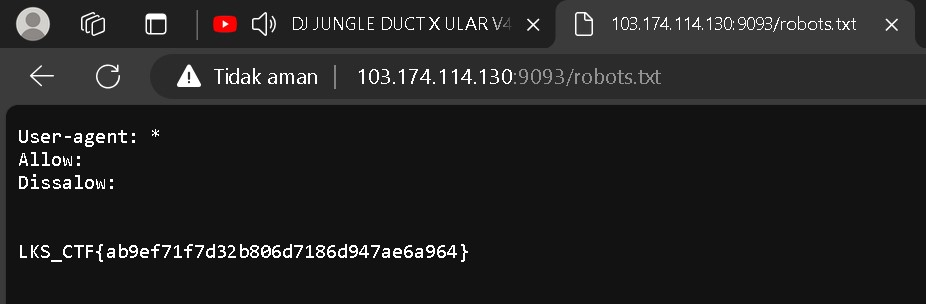 DJ JUNGLE DUCT X ULAR V4
103.174.114.130:9093/robots.txt
Tidak aman
103.174.114.130:9093/robots.txt
User-agent: *
Allow:
Dissalow:
LKS_CTF{ab9ef71f7d32b806d7186d947ae6a964}